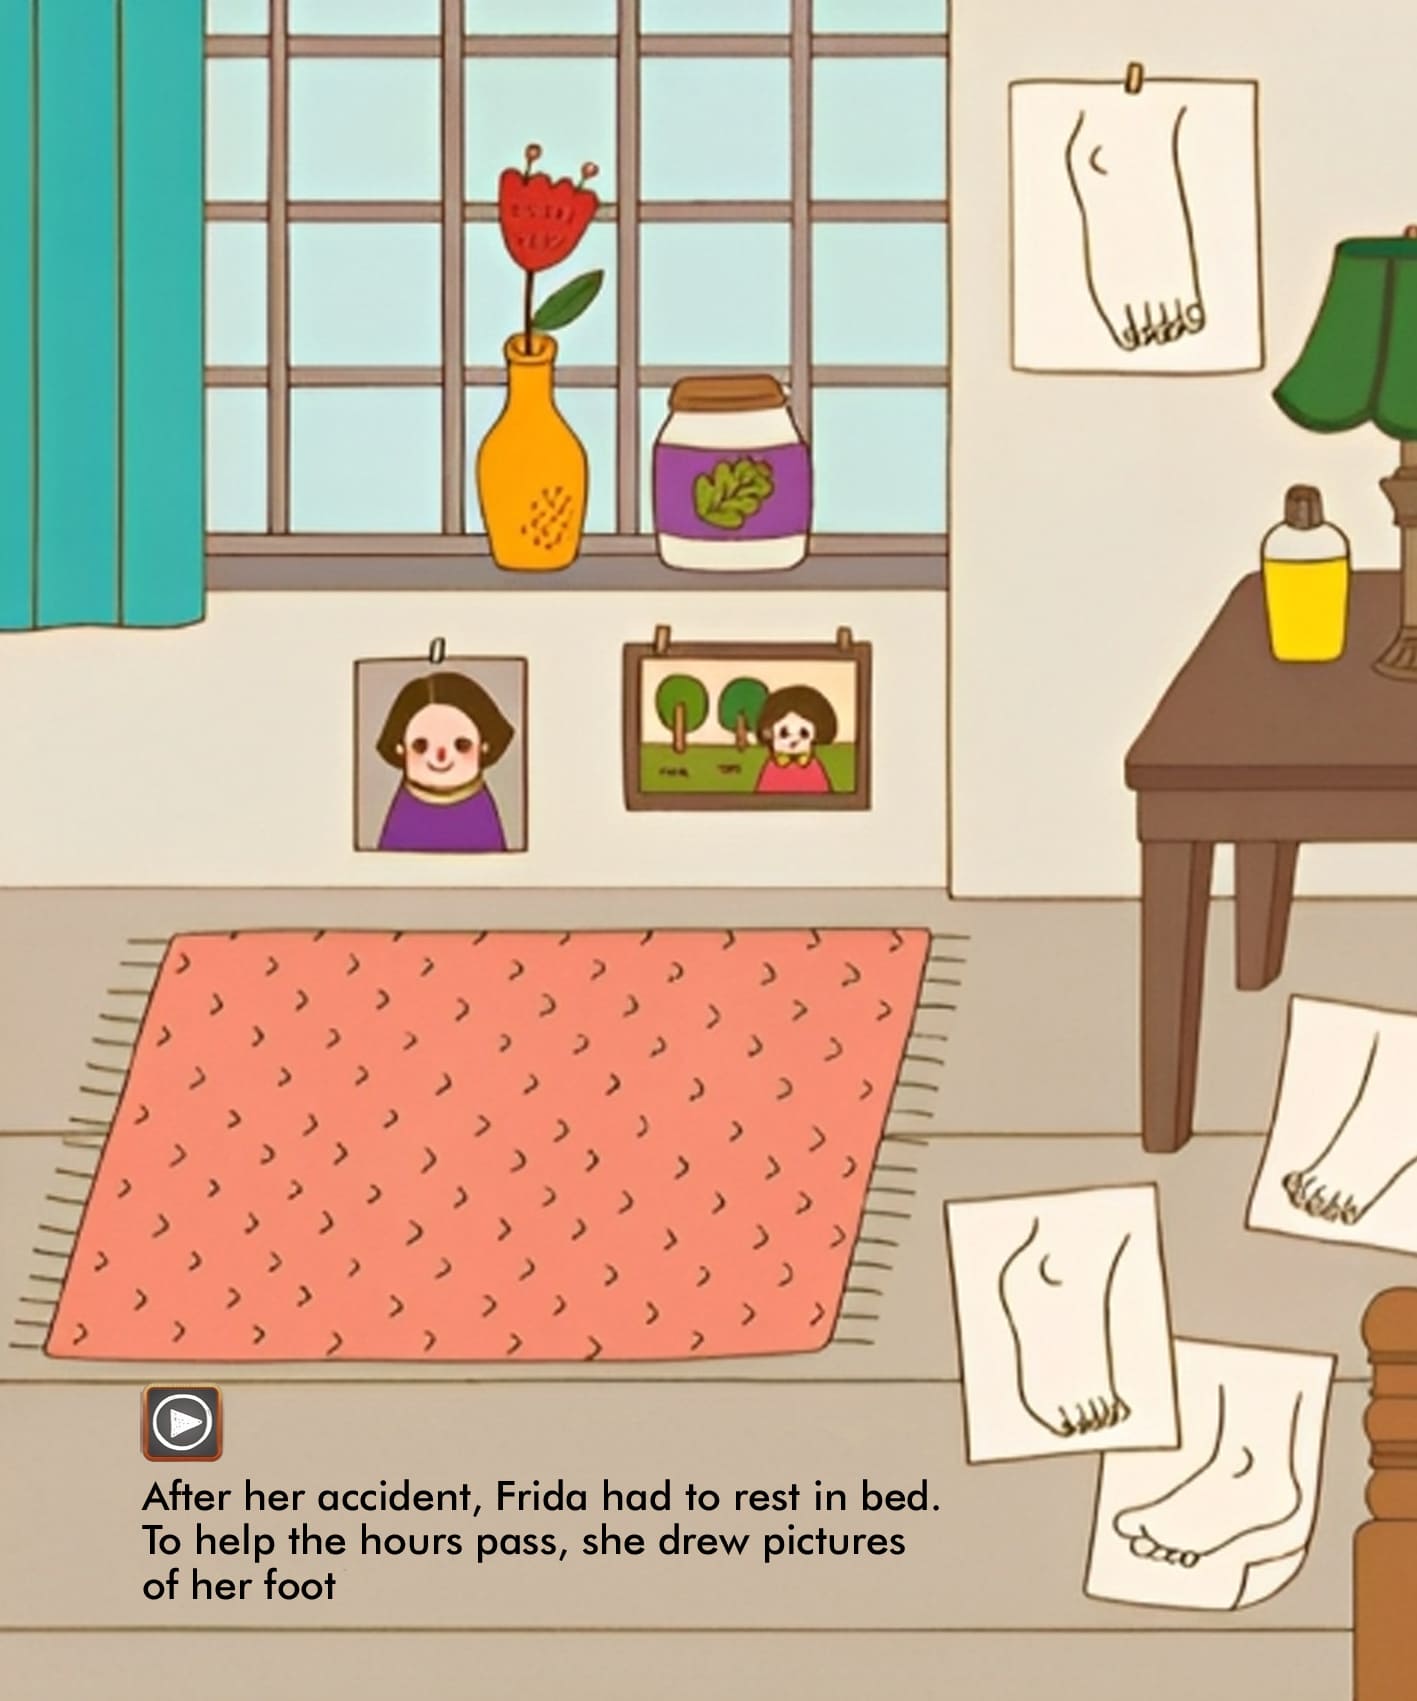 After her accident, Frida had to rest in bed.
To help the hours pass, she drew pictures
of her foot